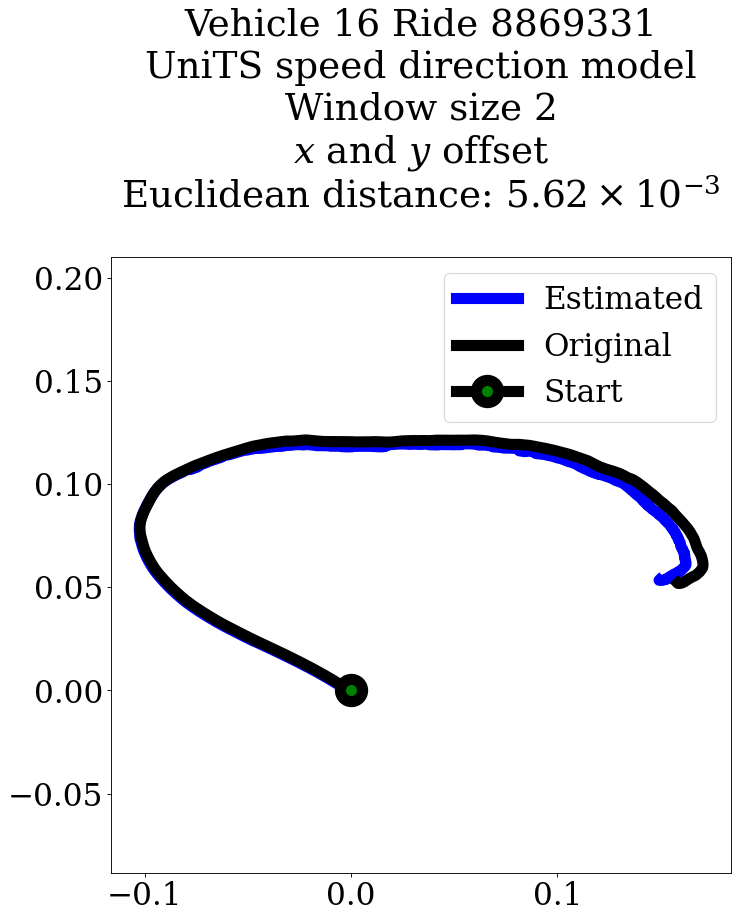 Vehicle 16 Ride 8869331
UniTS speed direction model
Window size 2
x and y offset
Euclidean distance: 5.62 × 10⁻³
Estimated
Original
Start
0.20
0.15
0.10
0.05
0.00
−0.05
−0.1 0.0 0.1